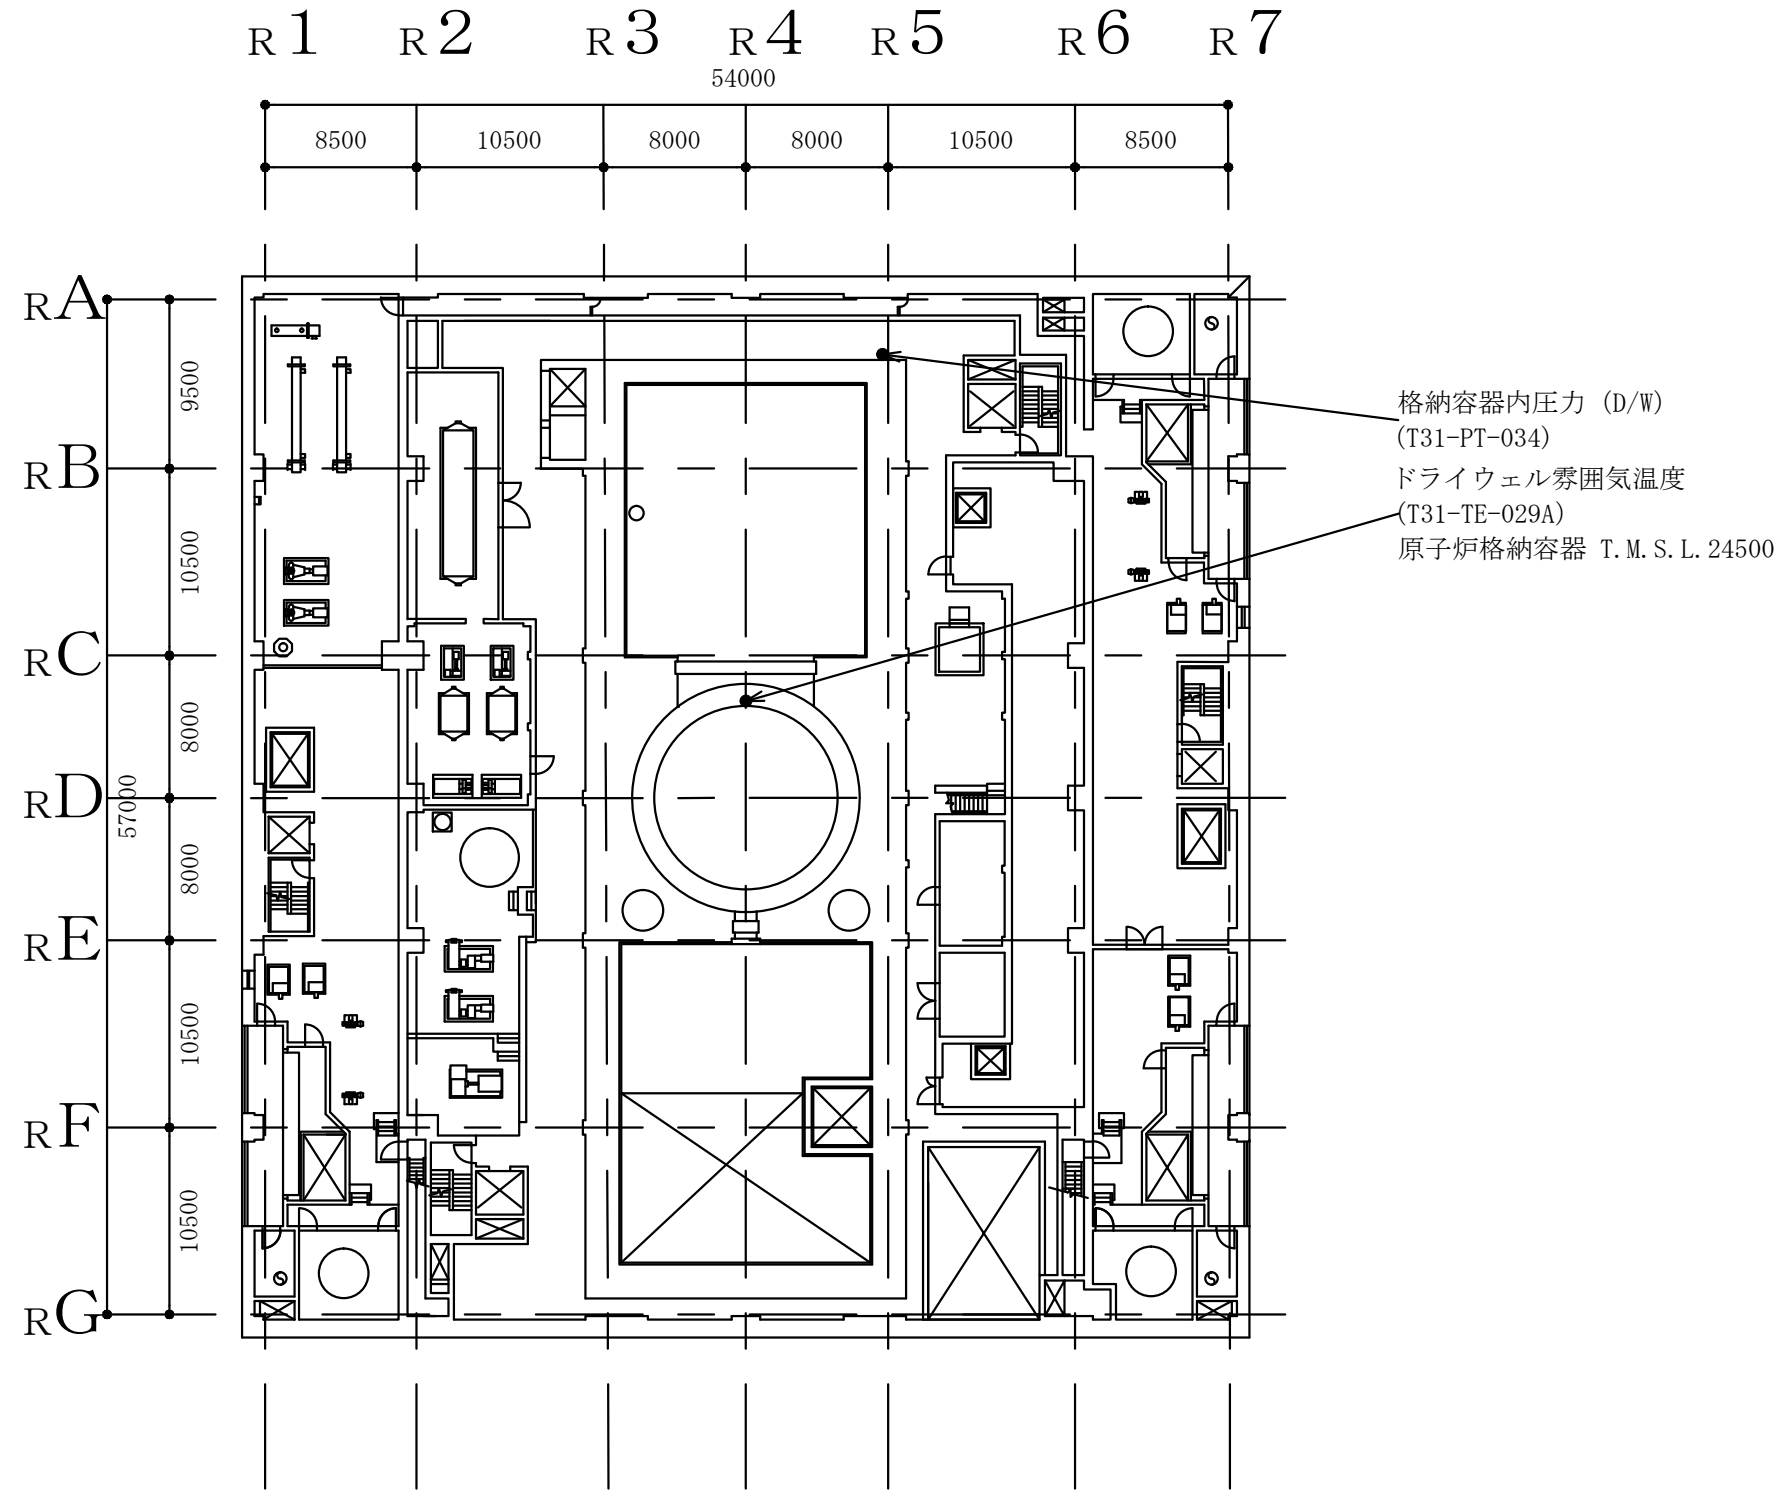 R1 R2 R3 R4 R5 R6 R7
54000
8500 10500 8000 8000 10500 8500
RA
9500
格納容器内圧力 (D/W)
(T31-PT-034)
RB
ドライウェル雰囲気温度
(T31-TE-029A)
原子炉格納容器 T.M.S.L.24500
10500
RC
8000
RD
57000
8000
RE
10500
RF
10500
RG